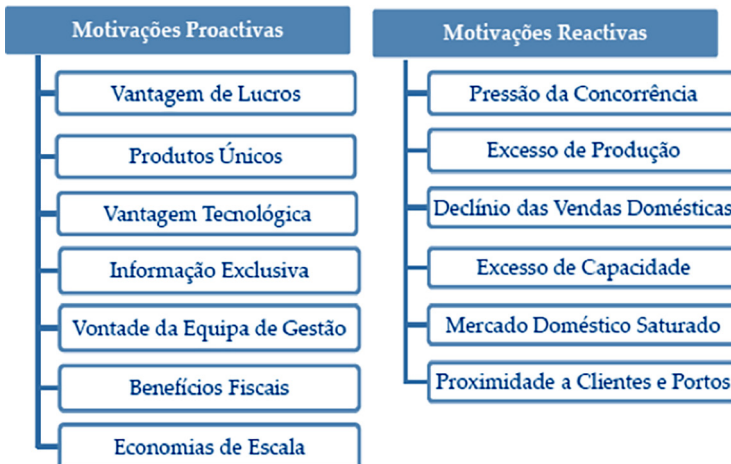 Motivações Proactivas
Vantagem de Lucros
Produtos Únicos
Vantagem Tecnológica
Informação Exclusiva
Vontade da Equipa de Gestão
Benefícios Fiscais
Economias de Escala
Motivações Reactivas
Pressão da Concorrência
Excesso de Produção
Declínio das Vendas Domésticas
Excesso de Capacidade
Mercado Doméstico Saturado
Proximidade a Clientes e Portos